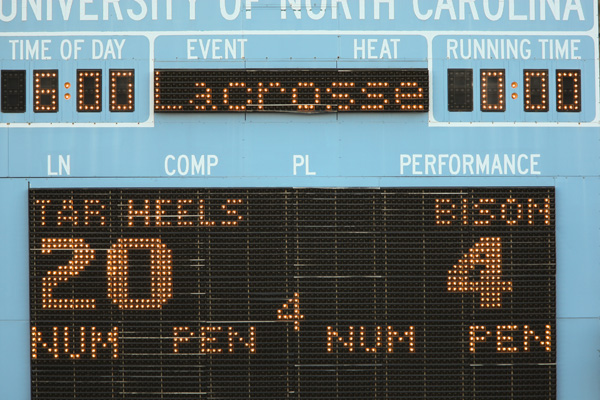 UNIVERSITY OF NORTH CAROLINA
TIME OF DAY EVENT HEAT RUNNING TIME
6:00 Lacrosse 0:00
LN COMP PL PERFORMANCE
TAR HEELS BISON
20 4
4
NUM PEN NUM PEN